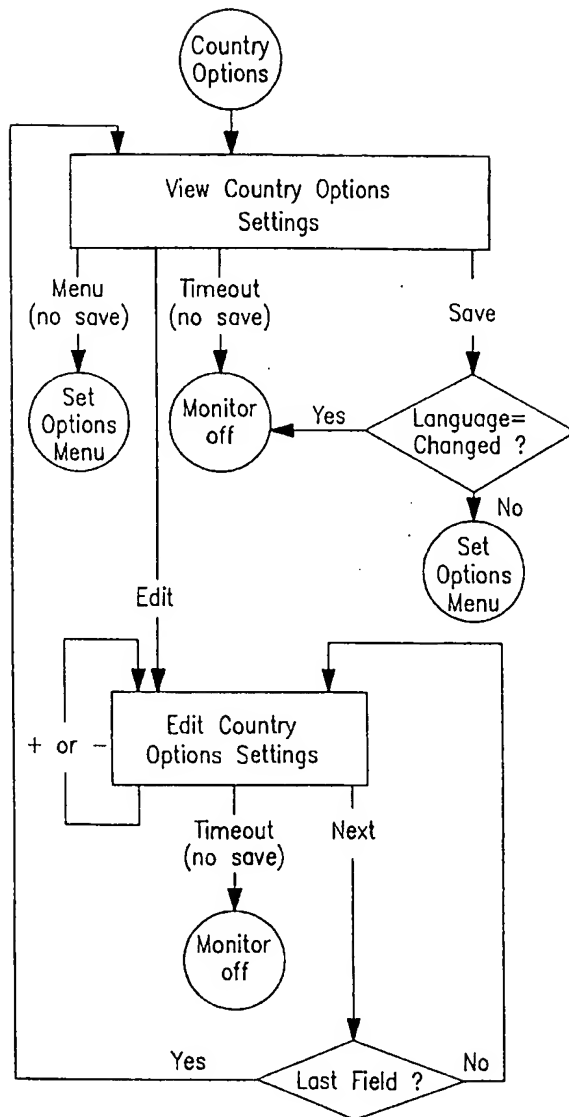 Country
Options
View Country Options
Settings
Menu
(no save)
Timeout
(no save)
Save
Set
Options
Menu
Monitor
off
Yes
Language=
Changed ?
No
Set
Options
Menu
Edit
Edit Country
Options Settings
+ or -
Timeout
(no save)
Next
Monitor
off
Yes
Last Field ?
No